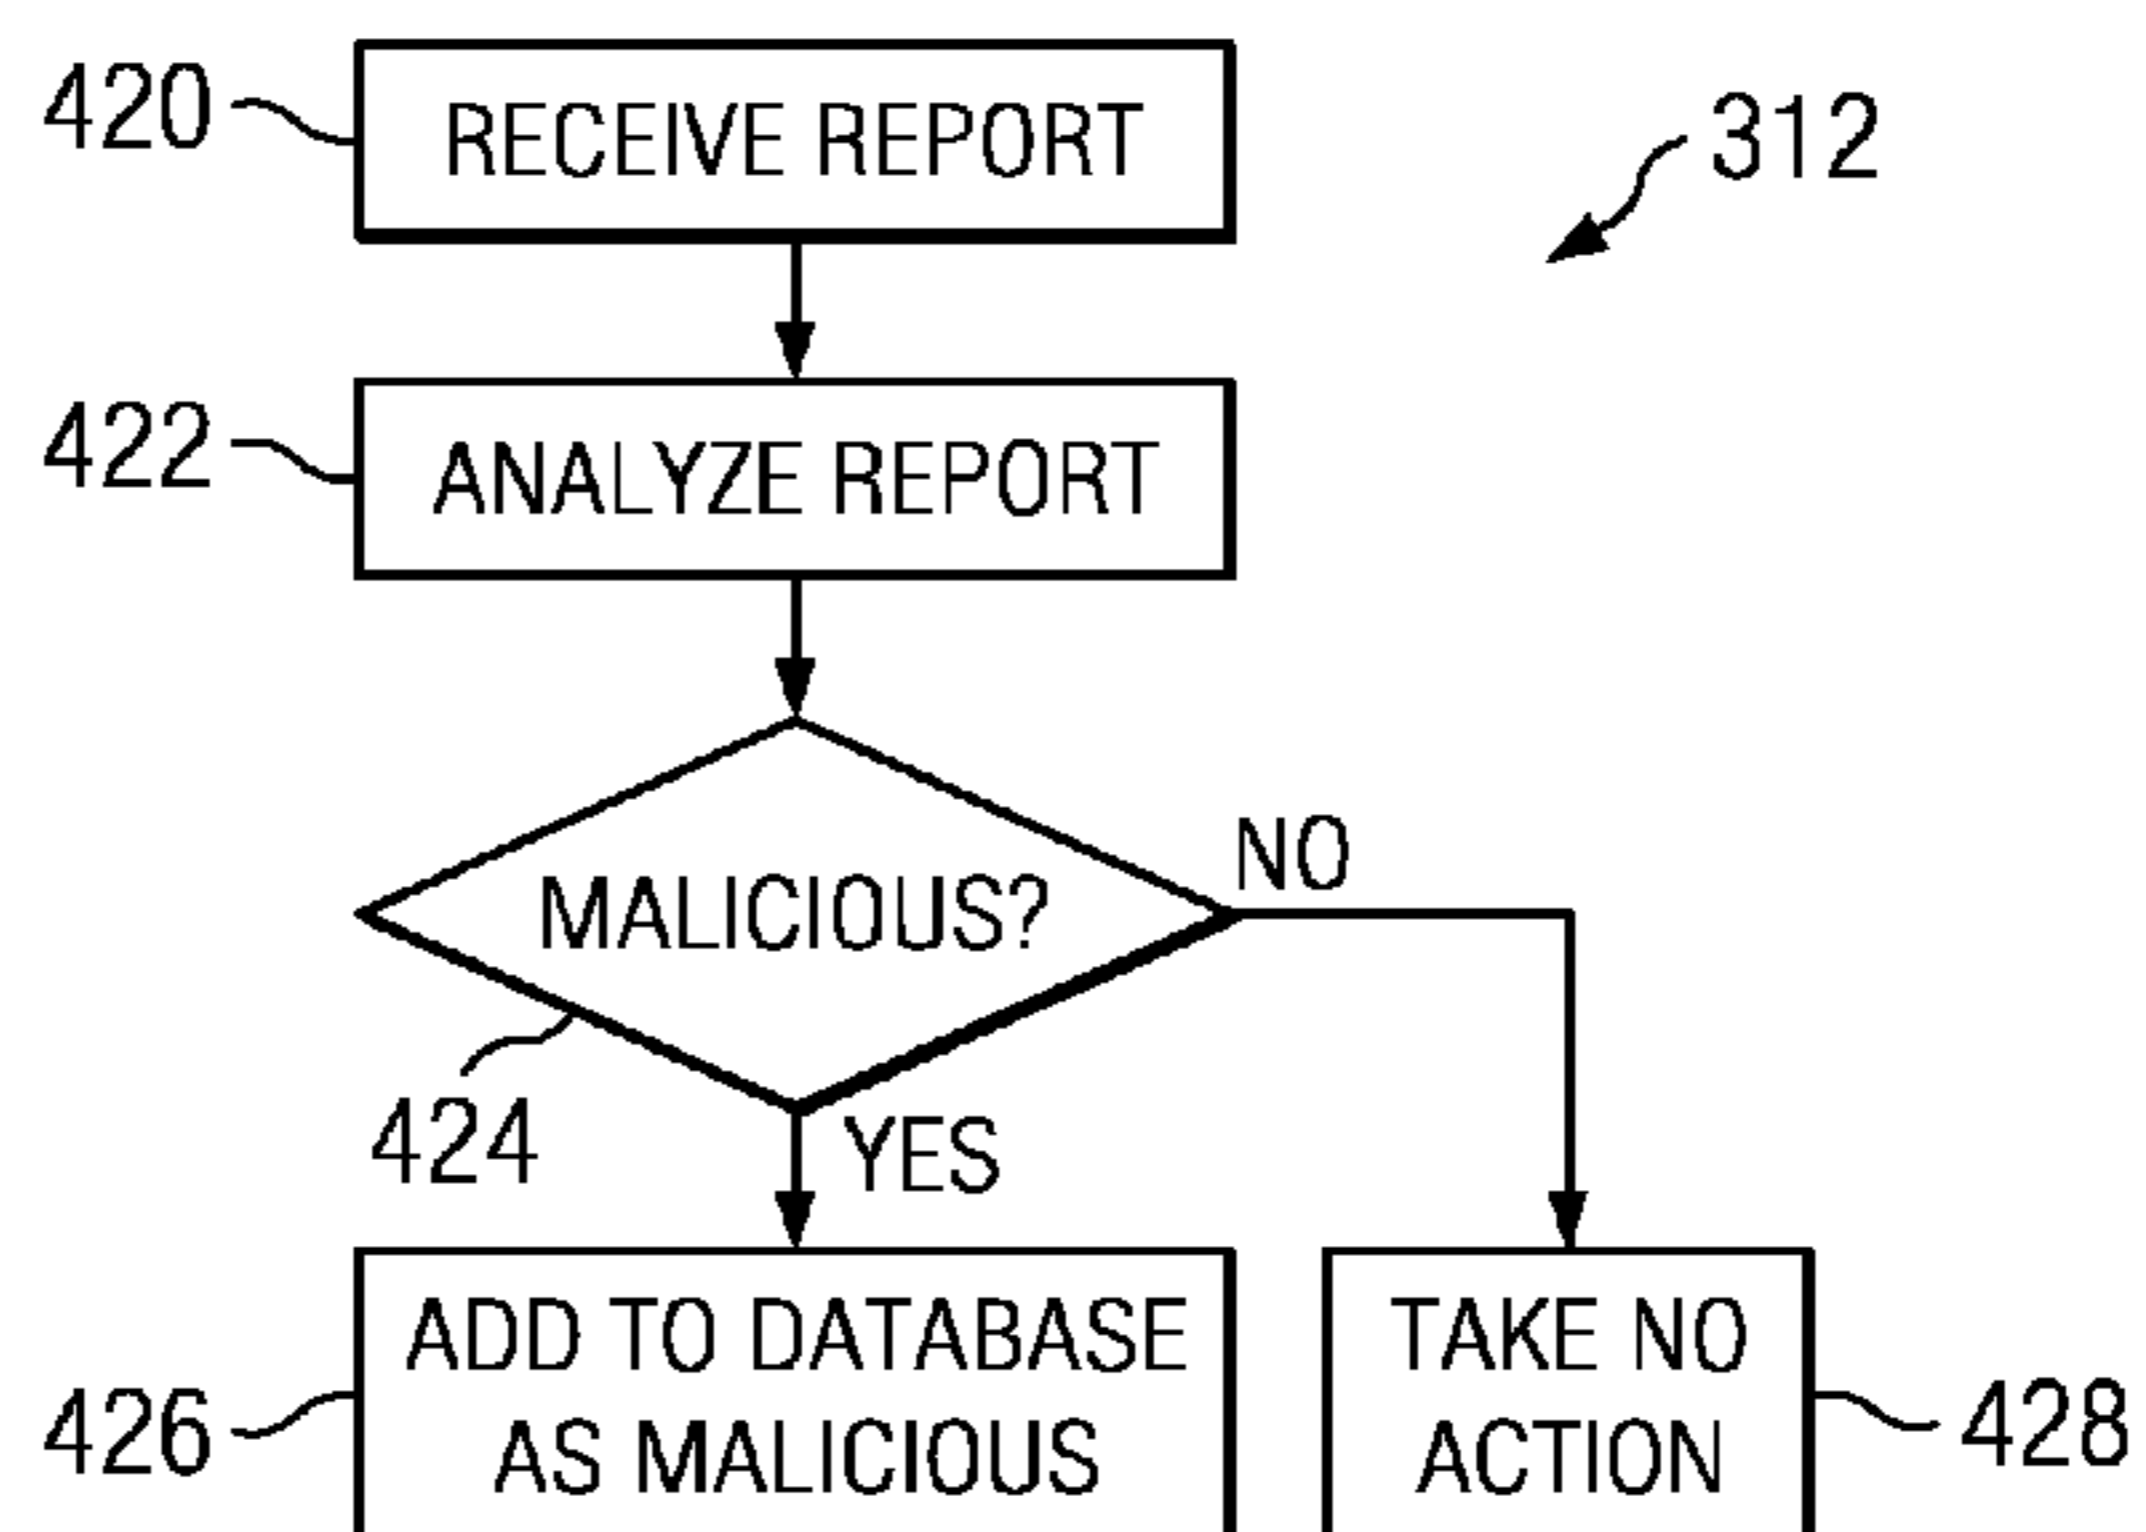 420
RECEIVE REPORT
312
422
ANALYZE REPORT
MALICIOUS?
NO
424
YES
426
ADD TO DATABASE
AS MALICIOUS
TAKE NO
ACTION
428